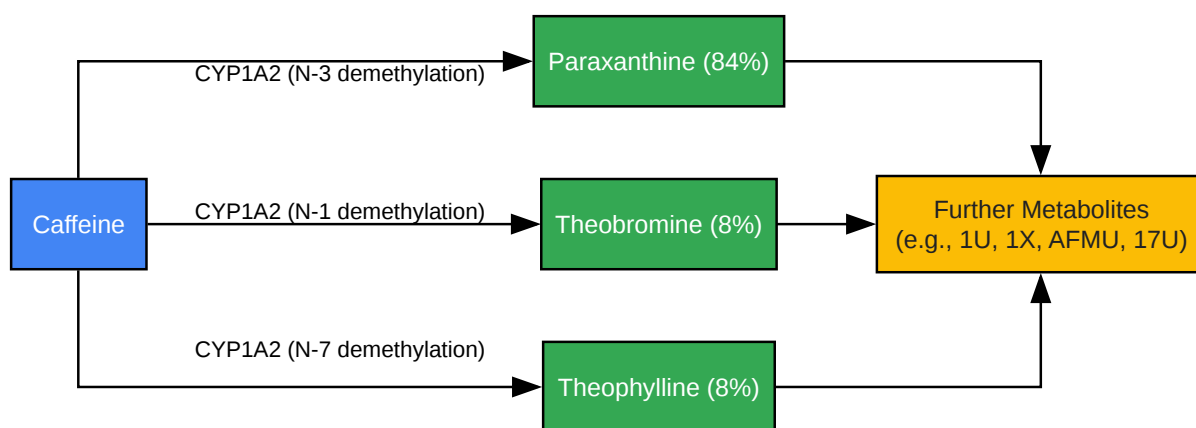 Paraxanthine (84%)
CYP1A2 (N-3 demethylation)
Caffeine
CYP1A2 (N-1 demethylation)
Theobromine (8%)
Further Metabolites
(e.g., 1U, 1X, AFMU, 17U)
CYP1A2 (N-7 demethylation)
Theophylline (8%)